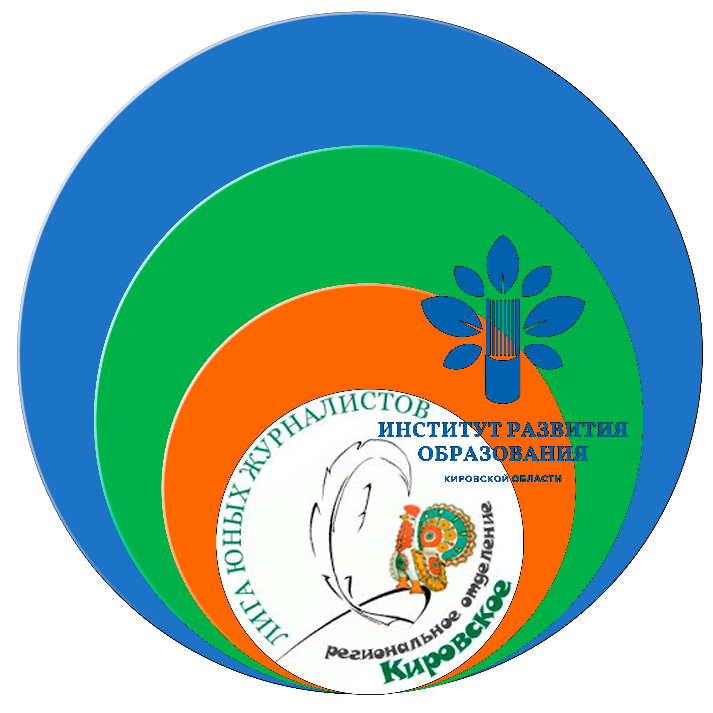 ЛИГА ЮНЫХ ЖУРНАЛИСТОВ
ИНСТИТУТ РАЗВИТИЯ
ОБРАЗОВАНИЯ
КИРОВСКОЙ ОБЛАСТИ
региональное отделение
Кировское